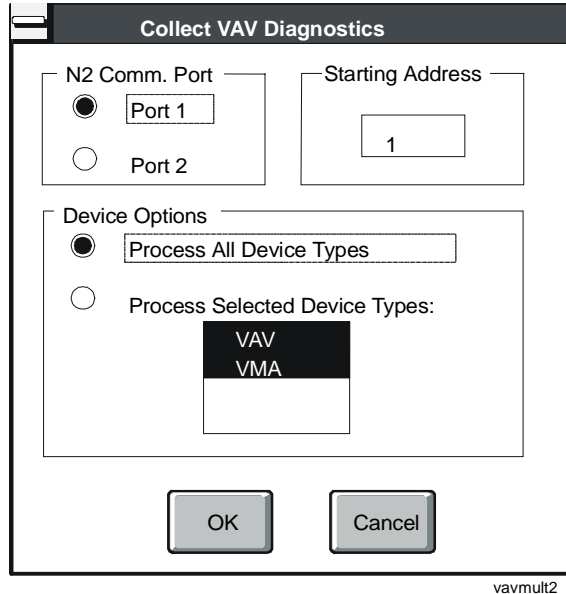 Collect VAV Diagnostics
N2 Comm. Port
Port 1
Port 2
Starting Address
1
Device Options
Process All Device Types
Process Selected Device Types:
VAV
VMA
OK
Cancel
vavmult2